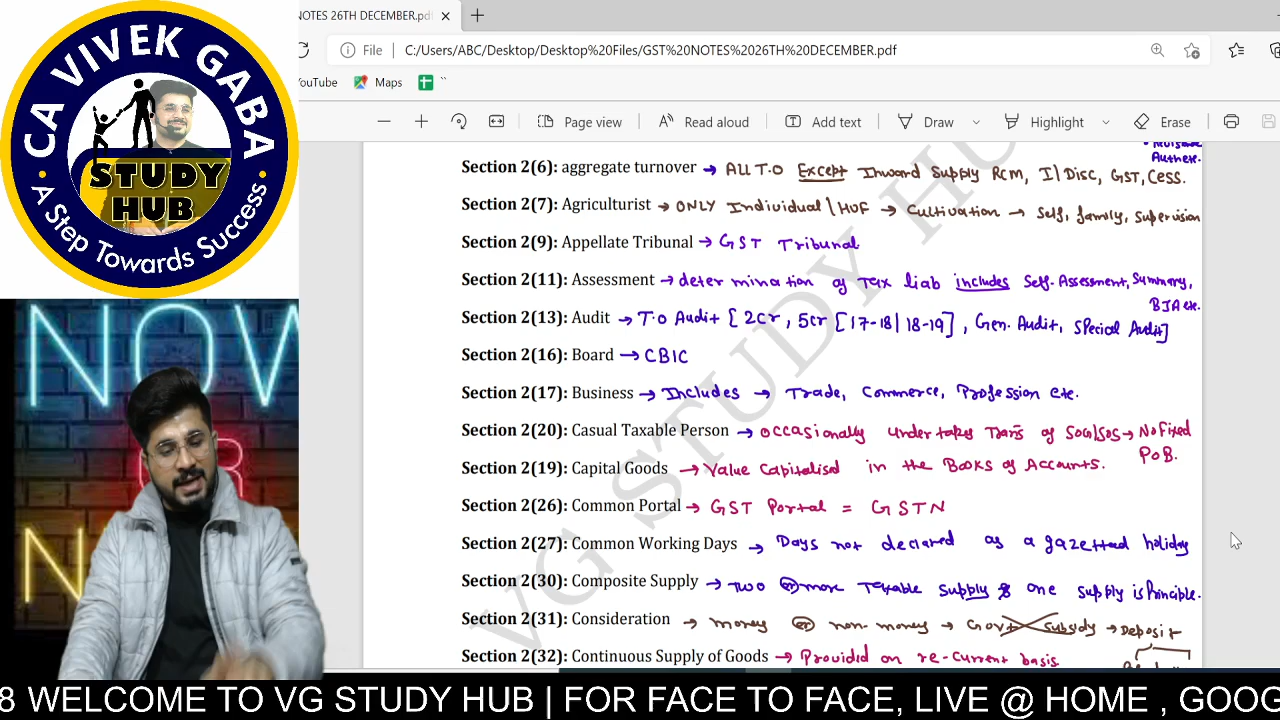 NOTES 26TH DECEMBER.pdf
File C:/Users/ABC/Desktop/Desktop%20Files/GST%20NOTES%2026TH%20DECEMBER.pdf
YouTube Maps ``
Page view Read aloud Add text Draw Highlight Erase
CA VIVEK GABA
STUDY
HUB
A Step Towards Success
Section 2(6): aggregate turnover → ALL T.O Except Inward Supply RCM, I/Disc, GST, Cess.
Section 2(7): Agriculturist → ONLY Individual / HUF → Cultivation → Self, family, Supervision
Section 2(9): Appellate Tribunal → GST Tribunal
Section 2(11): Assessment → determination of Tax liab includes Self-Assessment, Summary,
BJA etc.
Section 2(13): Audit → T.O Audit [2Cr, 5Cr [17-18 | 18-19], Gen. Audit, Special Audit]
Section 2(16): Board → CBIC
Section 2(17): Business → Includes → Trade, Commerce, Profession etc.
Section 2(20): Casual Taxable Person → occasionally undertakes Trans of SOG/SOS → No Fixed
PoB.
Section 2(19): Capital Goods → Value Capitalised in the Books of Accounts.
Section 2(26): Common Portal → GST Portal = GSTN
Section 2(27): Common Working Days → Days not declared as a gazetted holiday
Section 2(30): Composite Supply → Two or more Taxable Supply & one supply is Principle.
Section 2(31): Consideration → money or non-money → Govt Subsidy → Deposit
Section 2(32): Continuous Supply of Goods → Provided on re-current basis
VG STUDY HU
NOW
8 WELCOME TO VG STUDY HUB | FOR FACE TO FACE, LIVE @ HOME , GOOG